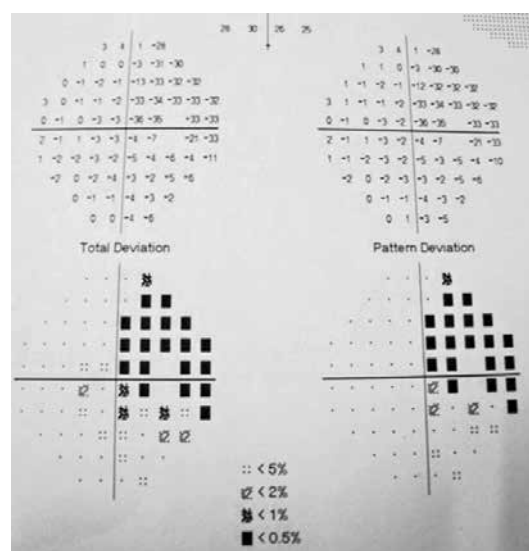 28 30 26 25
3 4 1 -28 3 4 1 -28
1 0 0 -3 -31 -30 1 1 0 -3 -30 -30
0 -1 -2 -1 -13 -33 -32 -32 1 -1 -2 -1 -12 -32 -32 -32
3 0 -1 -1 -2 -33 -34 -33 -33 -32 3 1 -1 -1 -2 -33 -34 -33 -32 -32
0 -1 0 -3 -3 -36 -35 -33 -33 0 -1 0 -3 -2 -36 -35 -33 -33
2 -1 1 -3 -3 -4 -7 -21 -33 2 -1 1 -3 -2 -4 -7 -21 -33
1 -2 -2 -3 -2 -5 -4 -6 -4 -11 1 -1 -2 -3 -2 -5 -3 -5 -4 -10
-2 0 -2 -4 -3 -2 -5 -6 -2 0 -2 -3 -2 -2 -5 -6
0 -1 -1 -4 -3 -2 0 -1 -1 -4 -3 -2
0 0 -4 -6 0 1 -3 -5
Total Deviation Pattern Deviation
< 5%
< 2%
< 1%
< 0.5%